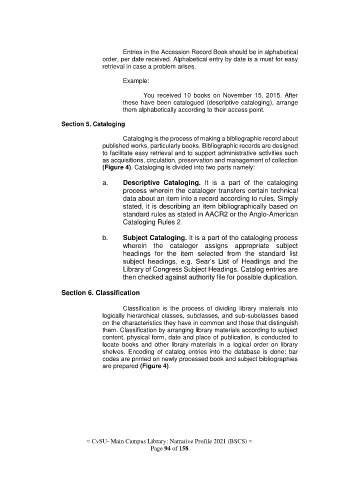 Entries in the Accession Record Book should be in alphabetical
order, per date received. Alphabetical entry by date is a must for easy
retrieval in case a problem arises.
Example:
You received 10 books on November 15, 2015. After
these have been catalogued (descriptive cataloging), arrange
them alphabetically according to their access point.
Section 5. Cataloging
Cataloging is the process of making a bibliographic record about
published works, particularly books. Bibliographic records are designed
to facilitate easy retrieval and to support administrative activities such
as acquisitions, circulation, preservation and management of collection
(Figure 4). Cataloging is divided into two parts namely:
a. Descriptive Cataloging. It is a part of the cataloging
process wherein the cataloger transfers certain technical
data about an item into a record according to rules. Simply
stated, it is describing an item bibliographically based on
standard rules as stated in AACR2 or the Anglo-American
Cataloging Rules 2.
b. Subject Cataloging. It is a part of the cataloging process
wherein the cataloger assigns appropriate subject
headings for the item selected from the standard list
subject headings, e.g. Sear's List of Headings and the
Library of Congress Subject Headings. Catalog entries are
then checked against authority file for possible duplication.
Section 6. Classification
Classification is the process of dividing library materials into
logically hierarchical classes, subclasses, and sub-subclasses based
on the characteristics they have in common and those that distinguish
them. Classification by arranging library materials according to subject
content, physical form, date and place of publication, is conducted to
locate books and other library materials in a logical order on library
shelves. Encoding of catalog entries into the database is done; bar
codes are printed on newly processed book and subject bibliographies
are prepared (Figure 4).
= CvSU- Main Campus Library: Narrative Profile 2021 (BSCS) =
Page 94 of 158